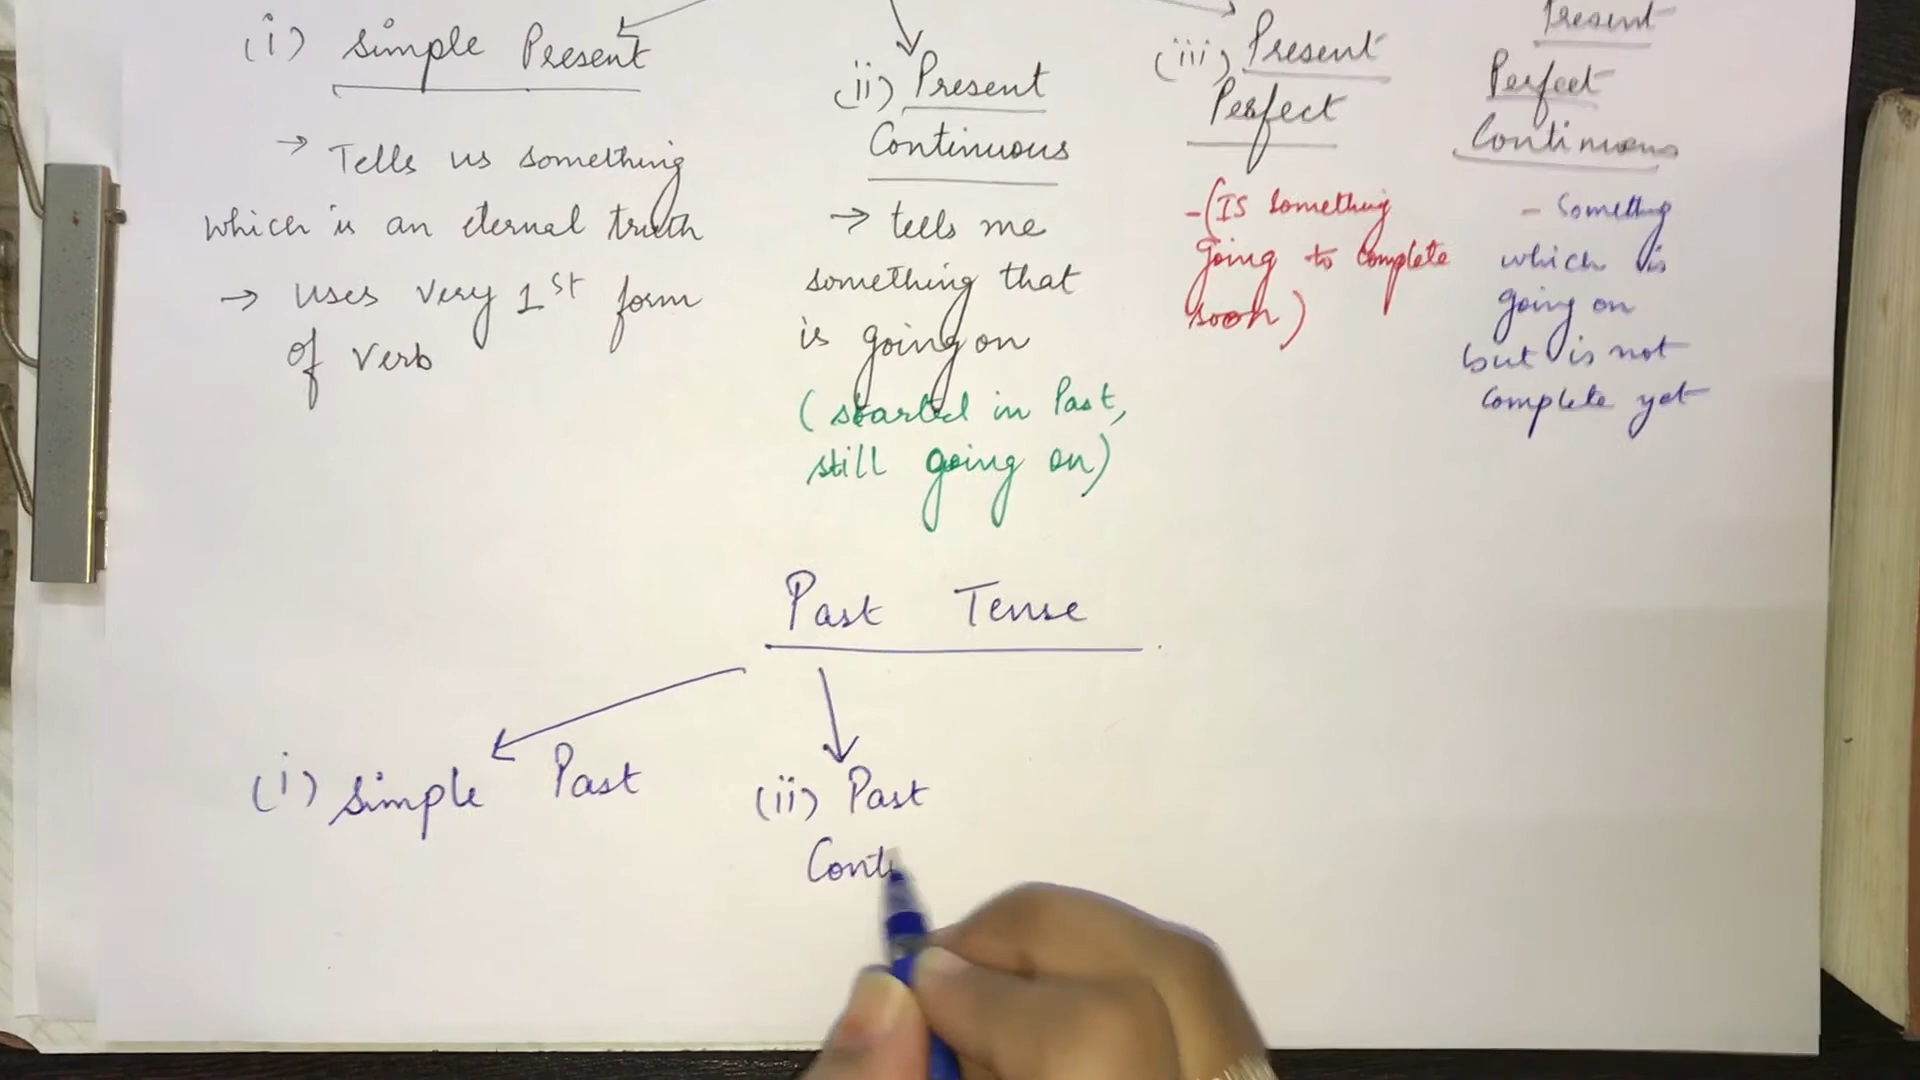 (i) Simple Present
→ Tells us something
which is an eternal truth
→ uses very 1st form
of verb
(ii) Present
Continuous
→ tells me
something that
is going on
(started in Past,
still going on)
(iii) Present
Perfect
- (IS something
going to complete
soon)
Present
Perfect
Continuous
- Something
which is
going on
but is not
complete yet
Past Tense
(i) Simple Past
(ii) Past
Conti